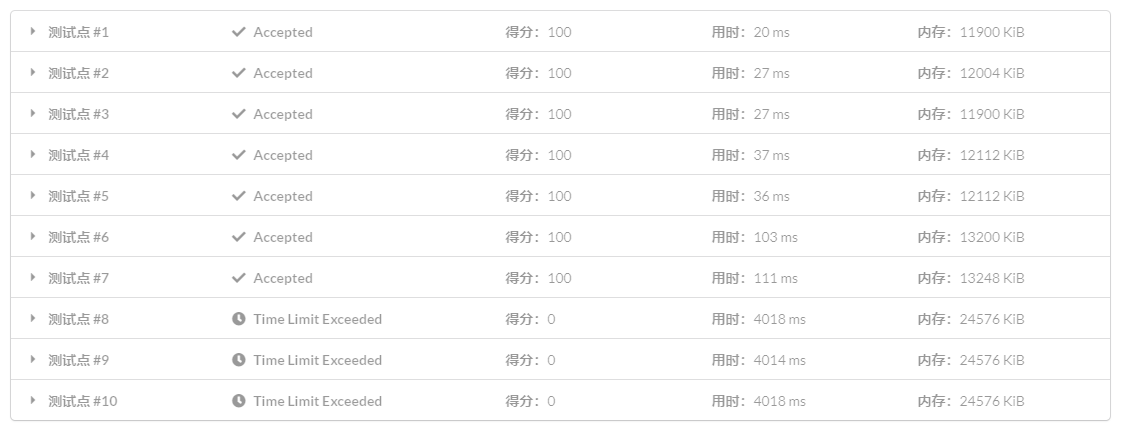 测试点 #1 Accepted 得分：100 用时：20 ms 内存：11900 KiB
测试点 #2 Accepted 得分：100 用时：27 ms 内存：12004 KiB
测试点 #3 Accepted 得分：100 用时：27 ms 内存：11900 KiB
测试点 #4 Accepted 得分：100 用时：37 ms 内存：12112 KiB
测试点 #5 Accepted 得分：100 用时：36 ms 内存：12112 KiB
测试点 #6 Accepted 得分：100 用时：103 ms 内存：13200 KiB
测试点 #7 Accepted 得分：100 用时：111 ms 内存：13248 KiB
测试点 #8 Time Limit Exceeded 得分：0 用时：4018 ms 内存：24576 KiB
测试点 #9 Time Limit Exceeded 得分：0 用时：4014 ms 内存：24576 KiB
测试点 #10 Time Limit Exceeded 得分：0 用时：4018 ms 内存：24576 KiB